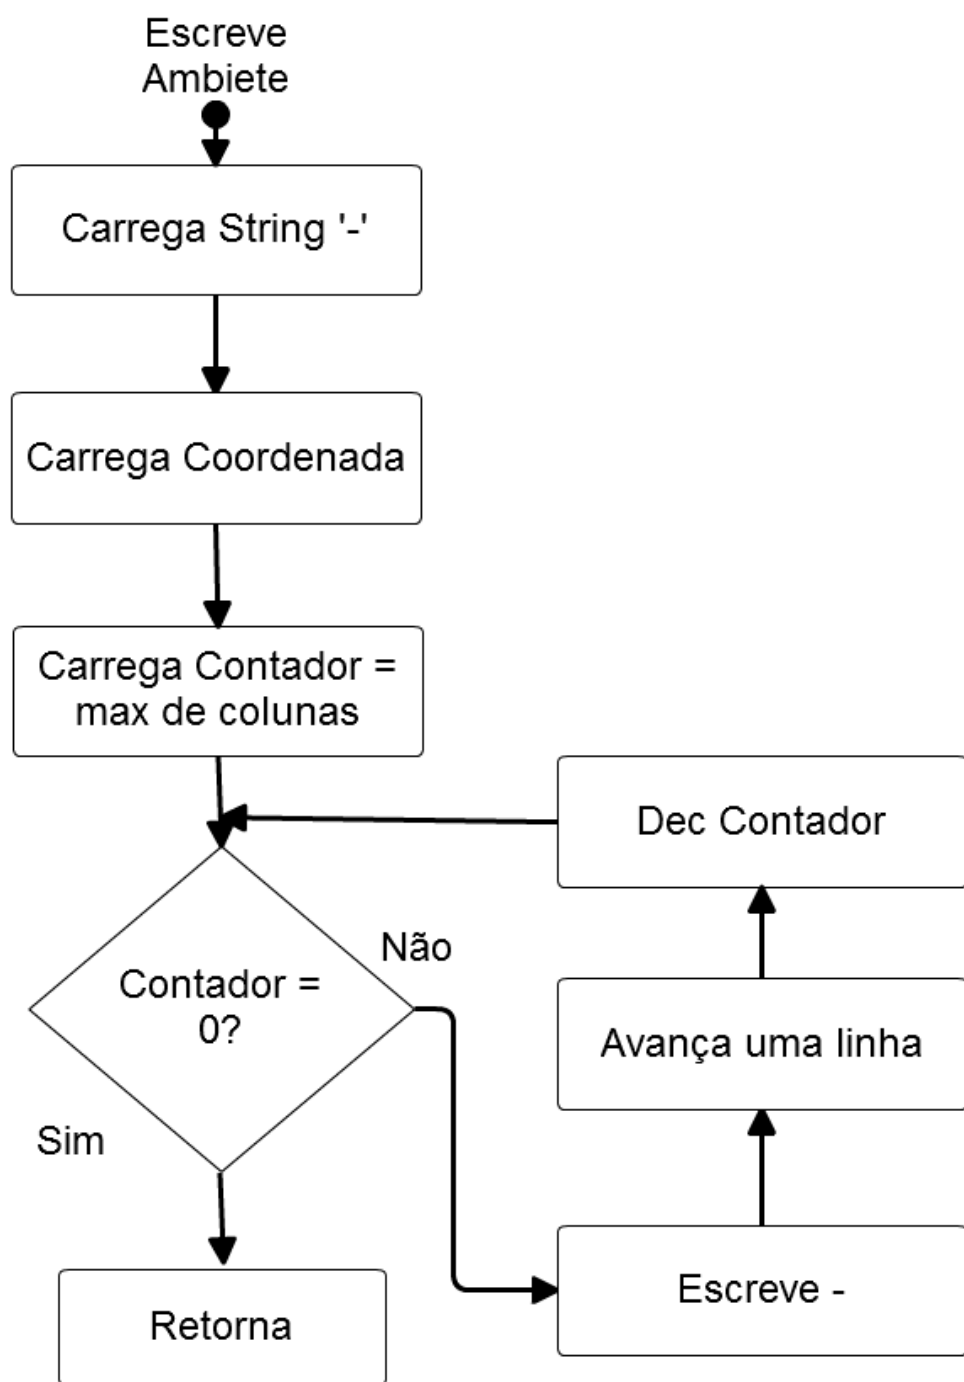 Escreve
Ambiete
Carrega String '-'
Carrega Coordenada
Carrega Contador =
max de colunas
Dec Contador
Não
Contador =
0?
Avança uma linha
Sim
Escreve -
Retorna